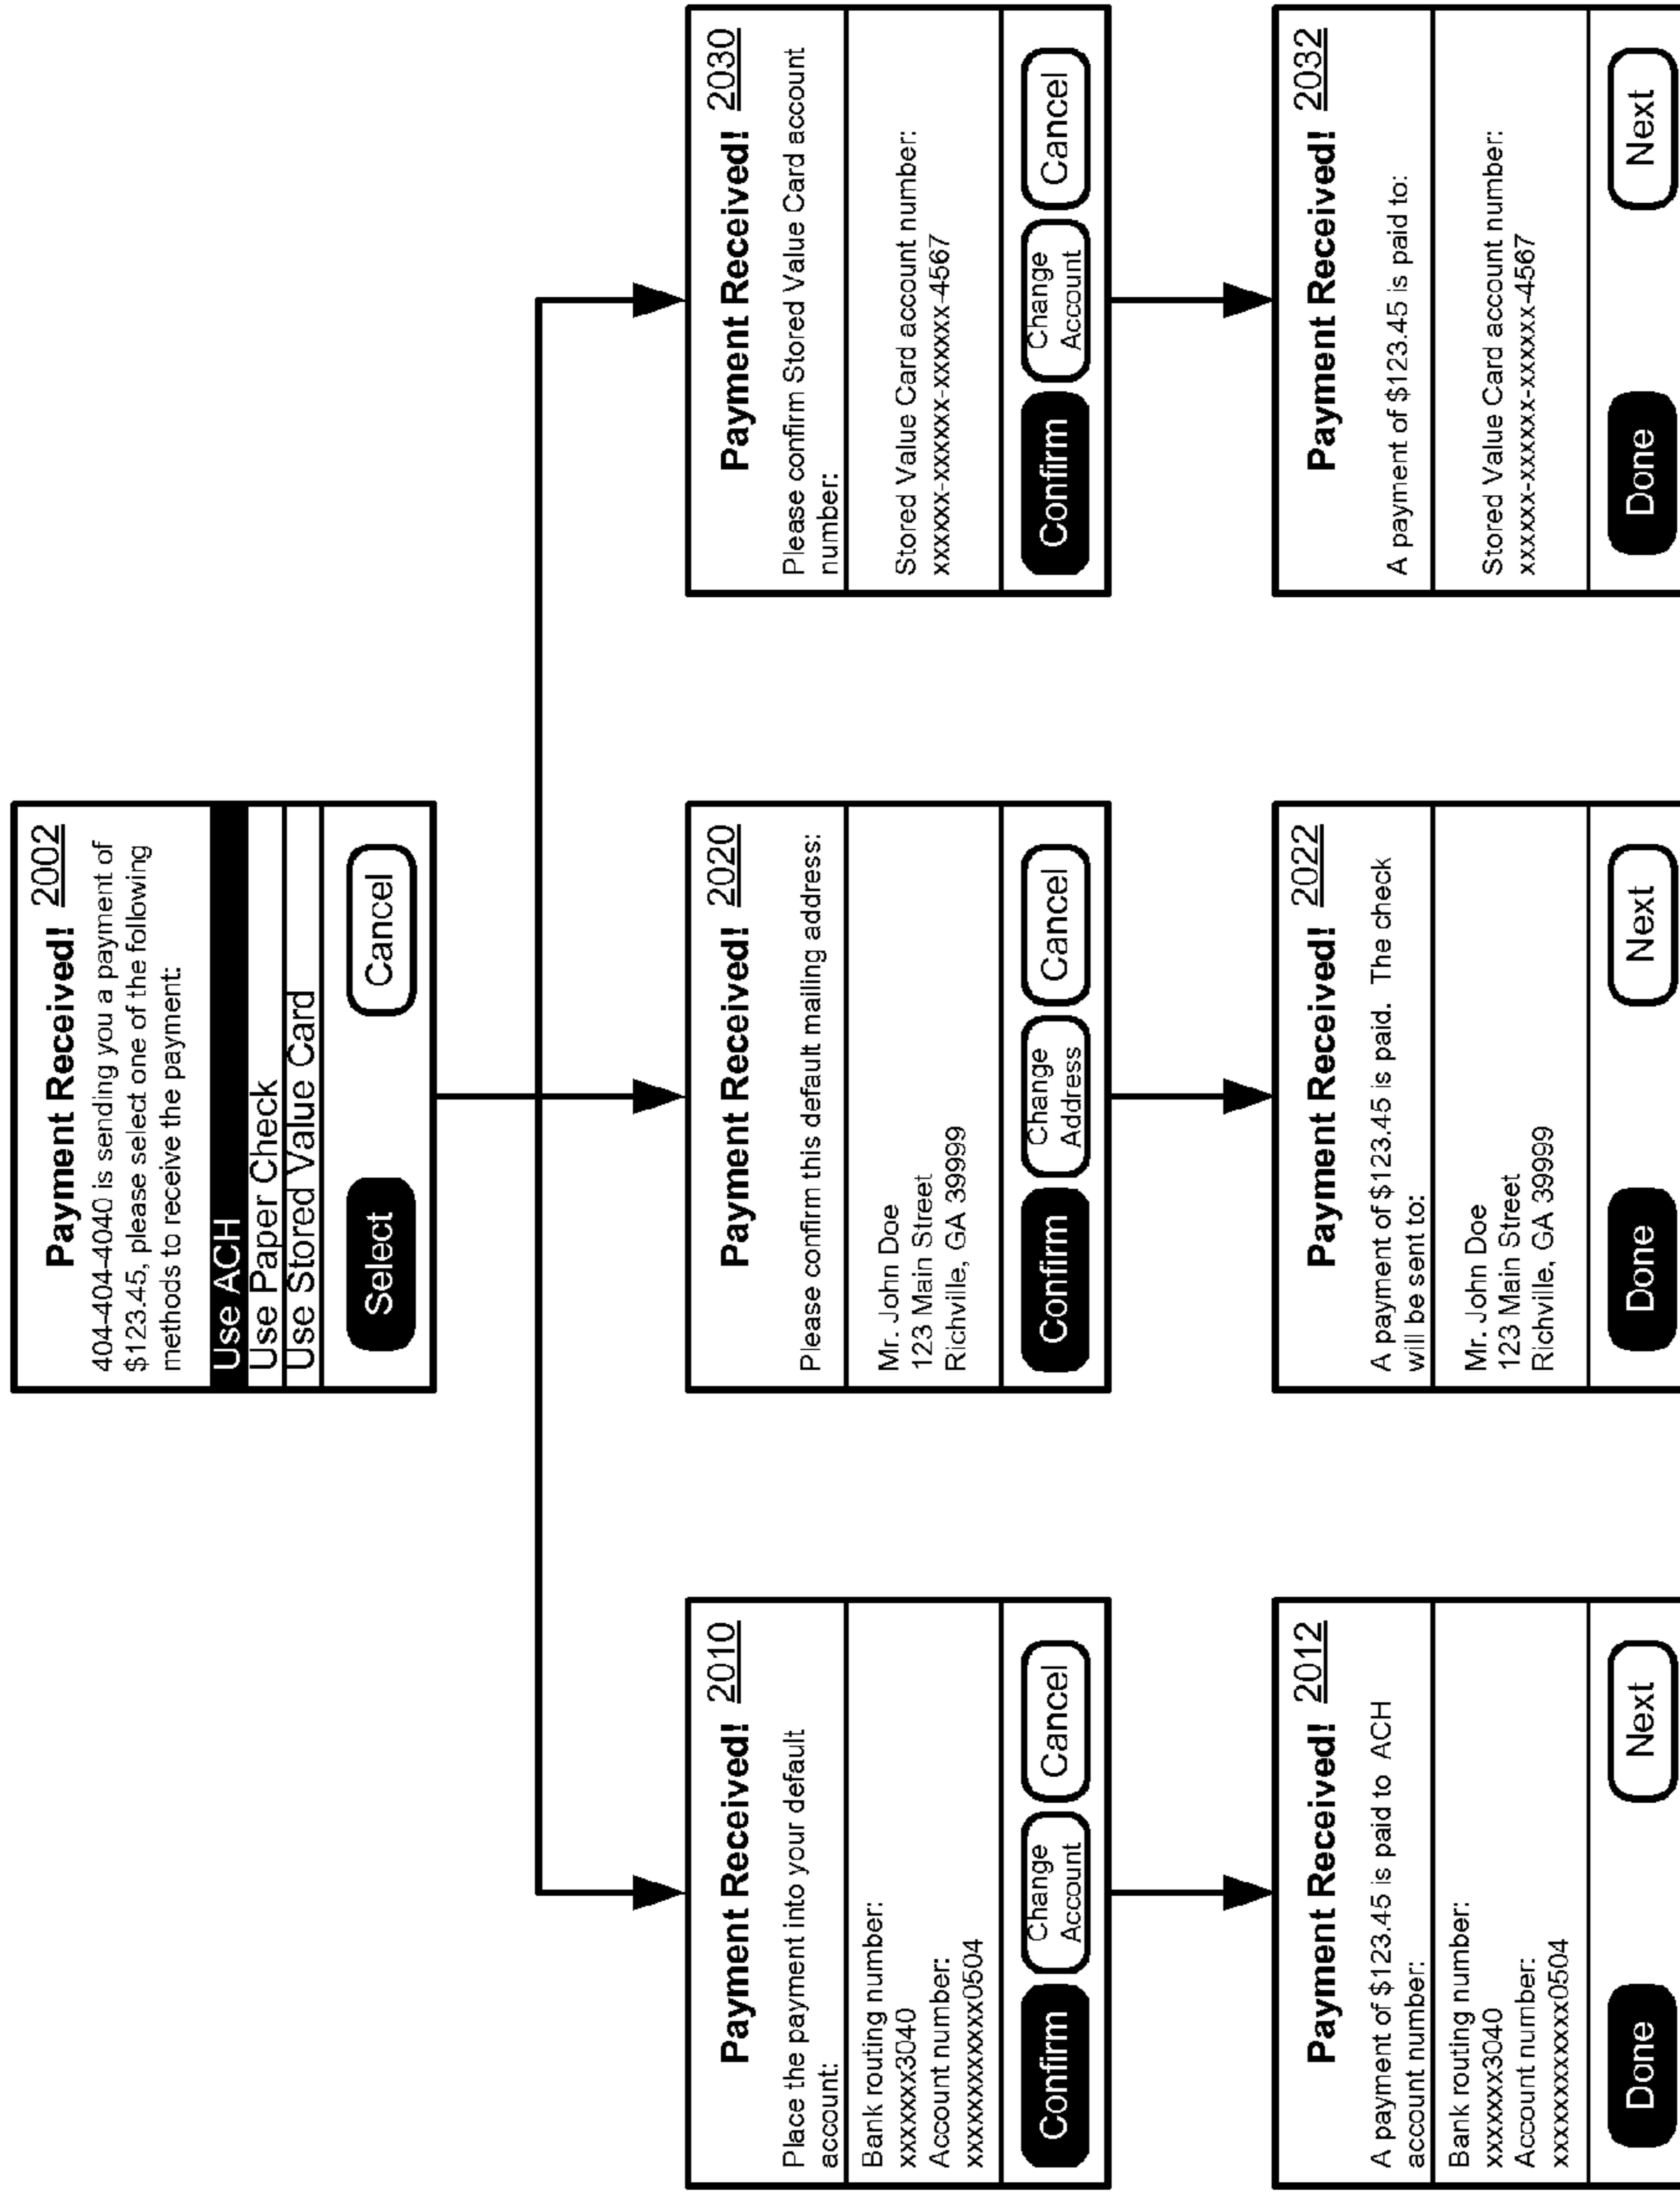 Payment Received! 2002
404-404-4040 is sending you a payment of
$123.45, please select one of the following
methods to receive the payment:
Use ACH
Use Paper Check
Use Stored Value Card
Select Cancel
Payment Received! 2010
Place the payment into your default
account:
Bank routing number:
xxxxxx3040
Account number:
xxxxxxxxxxx0504
Confirm Change Account Cancel
Payment Received! 2020
Please confirm this default mailing address:
Mr. John Doe
123 Main Street
Richville, GA 39999
Confirm Change Address Cancel
Payment Received! 2030
Please confirm Stored Value Card account
number:
Stored Value Card account number:
xxxxxx-xxxxxx-xxxxxx-4567
Confirm Change Account Cancel
Payment Received! 2012
A payment of $123.45 is paid to ACH
account number:
Bank routing number:
xxxxxx3040
Account number:
xxxxxxxxxxx0504
Done Next
Payment Received! 2022
A payment of $123.45 is paid. The check
will be sent to:
Mr. John Doe
123 Main Street
Richville, GA 39999
Done Next
Payment Received! 2032
A payment of $123.45 is paid to:
Stored Value Card account number:
xxxxxx-xxxxxx-xxxxxx-4567
Done Next